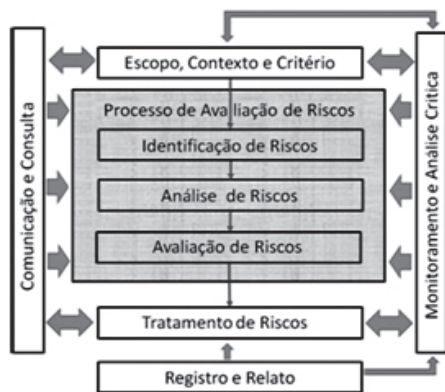 Comunicação e Consulta
Escopo, Contexto e Critério
Processo de Avaliação de Riscos
Identificação de Riscos
Análise de Riscos
Avaliação de Riscos
Tratamento de Riscos
Registro e Relato
Monitoramento e Análise Critica